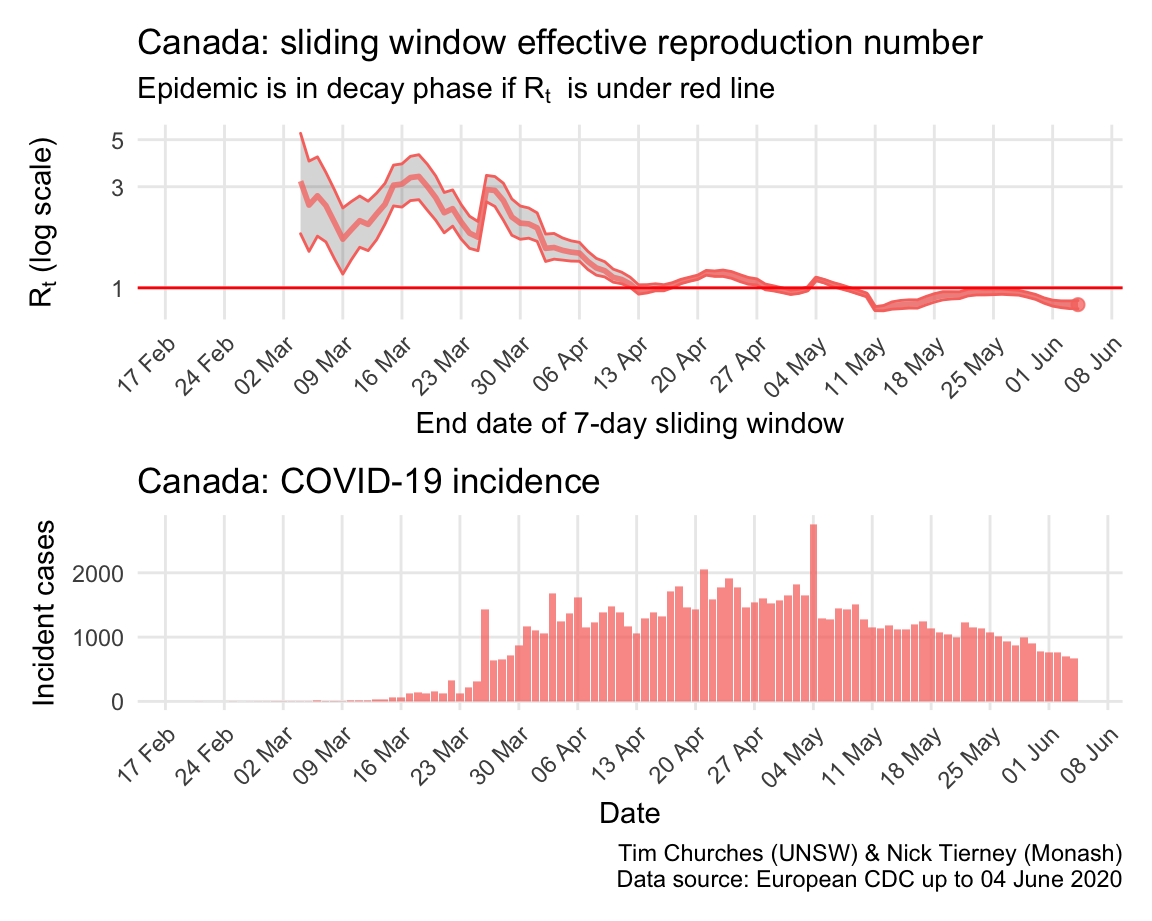 Canada: sliding window effective reproduction number
Epidemic is in decay phase if Rt is under red line
Rt (log scale)
5
3
1
17 Feb
24 Feb
02 Mar
09 Mar
16 Mar
23 Mar
30 Mar
06 Apr
13 Apr
20 Apr
27 Apr
04 May
11 May
18 May
25 May
01 Jun
08 Jun
End date of 7-day sliding window
Canada: COVID-19 incidence
Incident cases
2000
1000
0
17 Feb
24 Feb
02 Mar
09 Mar
16 Mar
23 Mar
30 Mar
06 Apr
13 Apr
20 Apr
27 Apr
04 May
11 May
18 May
25 May
01 Jun
08 Jun
Date
Tim Churches (UNSW) & Nick Tierney (Monash)
Data source: European CDC up to 04 June 2020